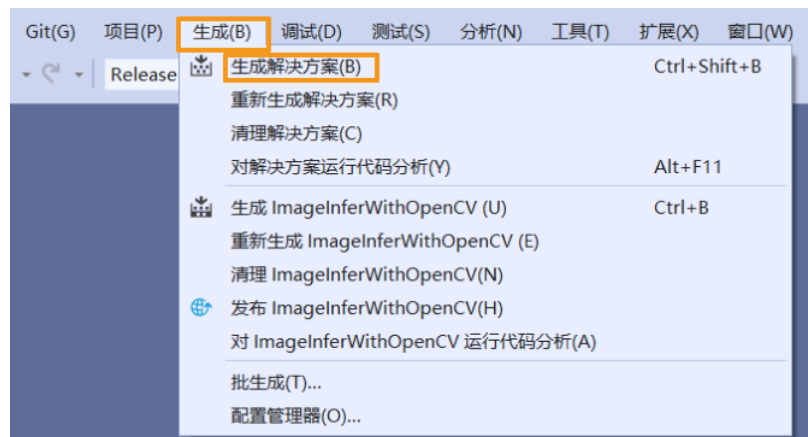 Git(G) 项目(P) 生成(B) 调试(D) 测试(S) 分析(N) 工具(T) 扩展(X) 窗口(W)
Release
生成解决方案(B) Ctrl+Shift+B
重新生成解决方案(R)
清理解决方案(C)
对解决方案运行代码分析(Y) Alt+F11
生成 ImageInferWithOpenCV (U) Ctrl+B
重新生成 ImageInferWithOpenCV (E)
清理 ImageInferWithOpenCV(N)
发布 ImageInferWithOpenCV(H)
对 ImageInferWithOpenCV 运行代码分析(A)
批生成(T)...
配置管理器(O)...